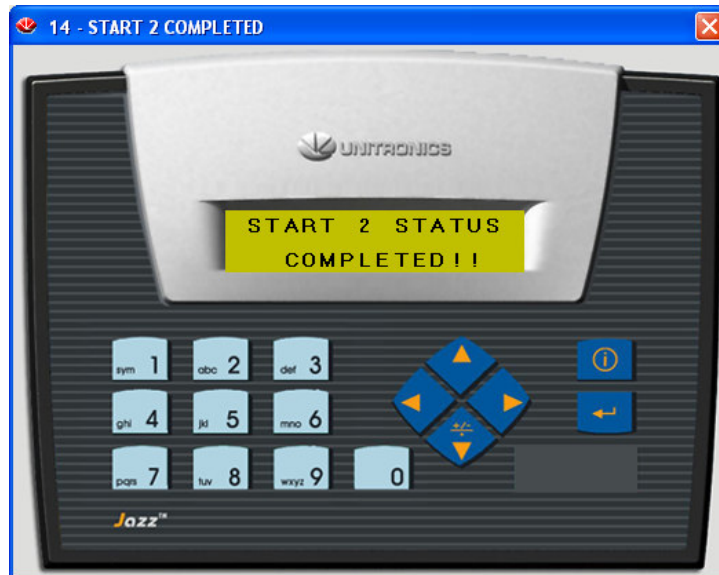 14 - START 2 COMPLETED
UNITRONICS
START 2 STATUS
COMPLETED!!
sym 1 abc 2 def 3
ghi 4 jkl 5 mno 6
+/-
pqrs 7 tuv 8 wxyz 9 0
Jazz™